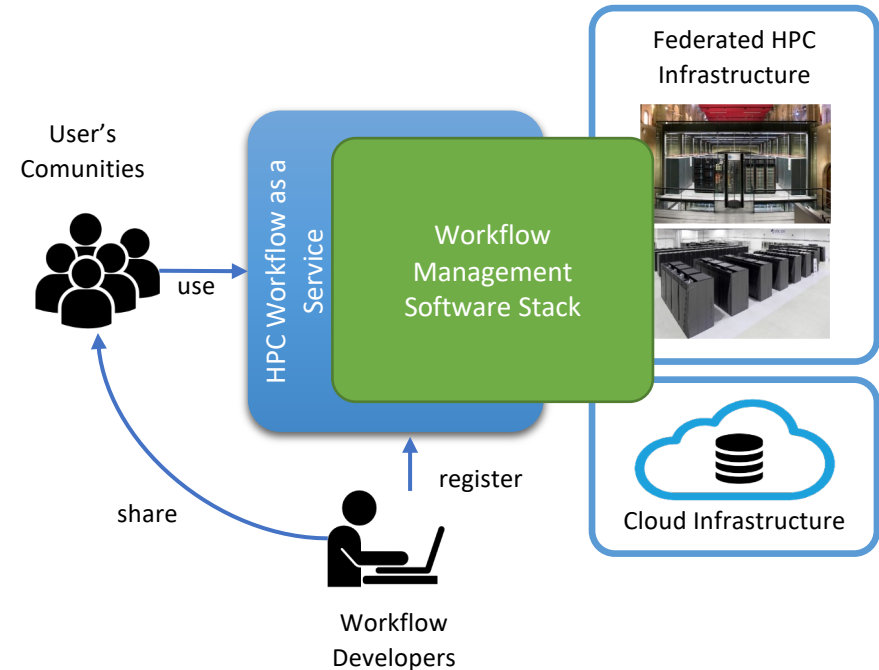 User's
Comunities
use
share
HPC Workflow as a
Service
Workflow
Management
Software Stack
register
Workflow
Developers
Federated HPC
Infrastructure
Cloud Infrastructure